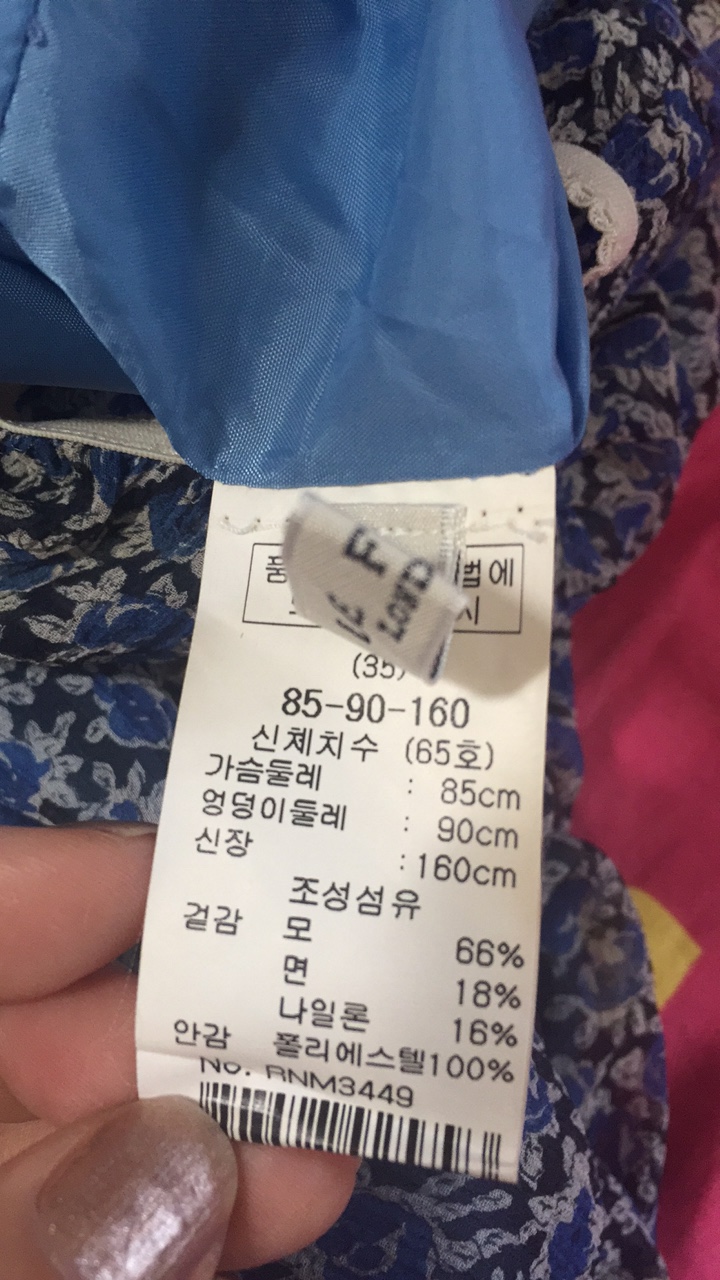 법에
(35)
85-90-160
신체치수 (65호)
가슴둘레 : 85cm
엉덩이둘레 : 90cm
신장 : 160cm
조성섬유
겉감 모 66%
면 18%
나일론 16%
안감 폴리에스텔100%
No. RNM3449